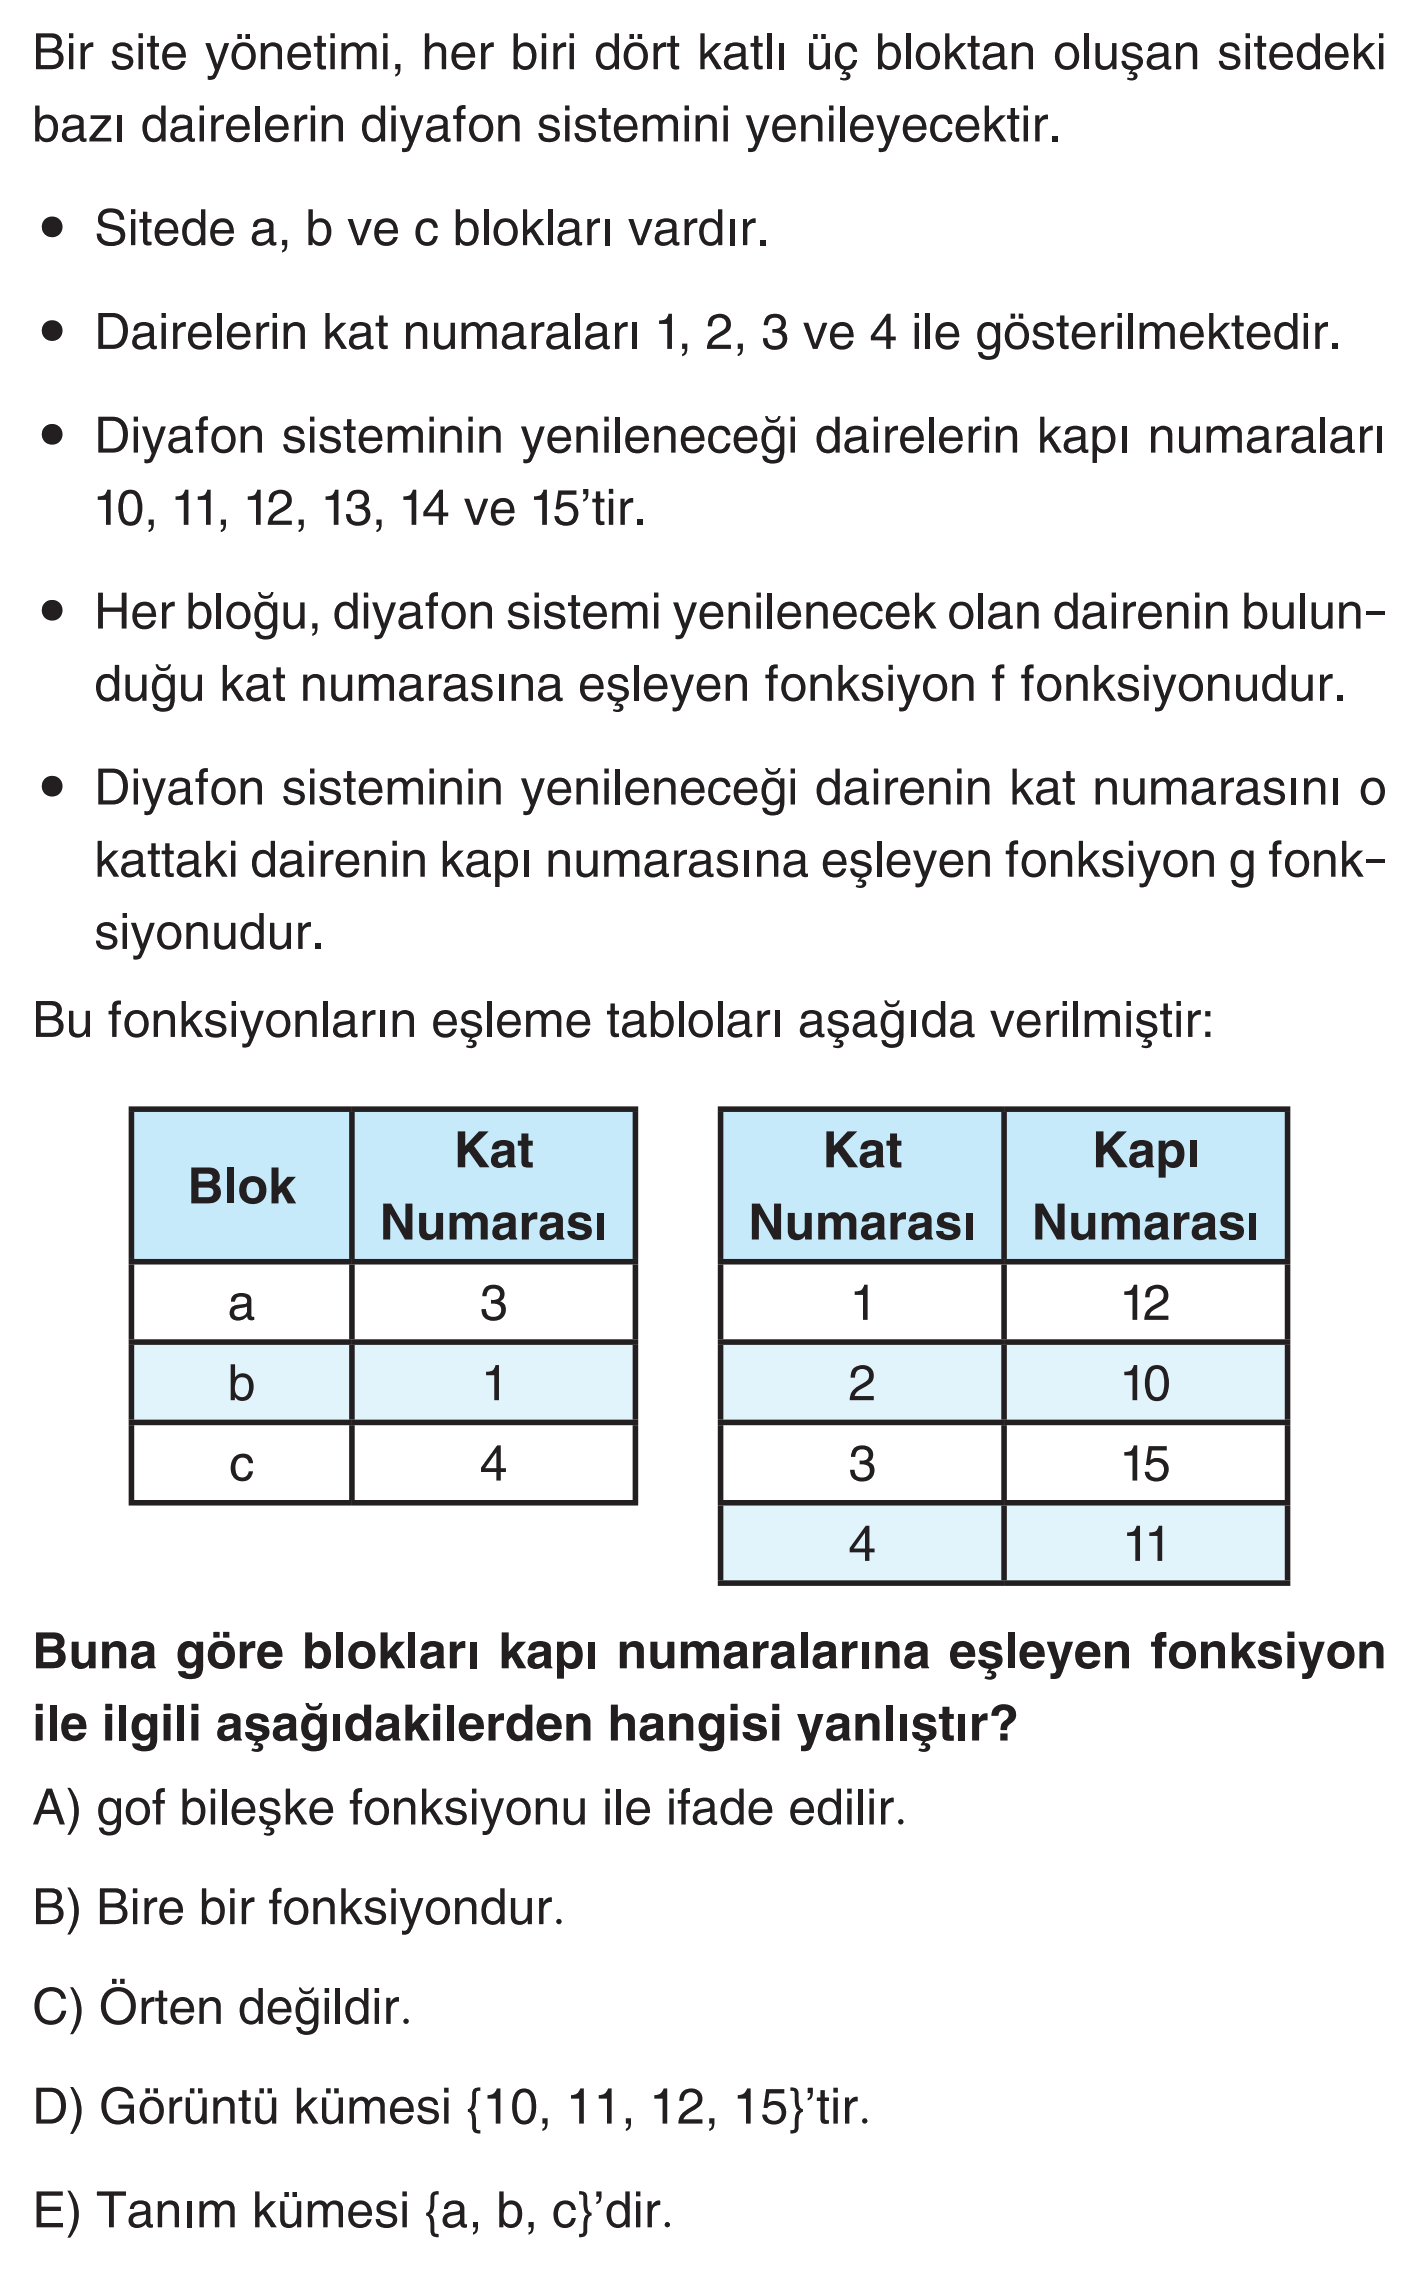 Bir site yönetimi, her biri dört katlı üç bloktan oluşan sitedeki
bazı dairelerin diyafon sistemini yenileyecektir.
• Sitede a, b ve c blokları vardır.
• Dairelerin kat numaraları 1, 2, 3 ve 4 ile gösterilmektedir.
• Diyafon sisteminin yenileneceği dairelerin kapı numaraları
10, 11, 12, 13, 14 ve 15’tir.
• Her bloğu, diyafon sistemi yenilenecek olan dairenin bulun-
duğu kat numarasına eşleyen fonksiyon f fonksiyonudur.
• Diyafon sisteminin yenileneceği dairenin kat numarasını o
kattaki dairenin kapı numarasına eşleyen fonksiyon g fonk-
siyonudur.
Bu fonksiyonların eşleme tabloları aşağıda verilmiştir:
Blok
Kat
Numarası
a 3
b 1
c 4
Kat
Numarası
Kapı
Numarası
1 12
2 10
3 15
4 11
Buna göre blokları kapı numaralarına eşleyen fonksiyon
ile ilgili aşağıdakilerden hangisi yanlıştır?
A) gof bileşke fonksiyonu ile ifade edilir.
B) Bire bir fonksiyondur.
C) Örten değildir.
D) Görüntü kümesi {10, 11, 12, 15}’tir.
E) Tanım kümesi {a, b, c}’dir.